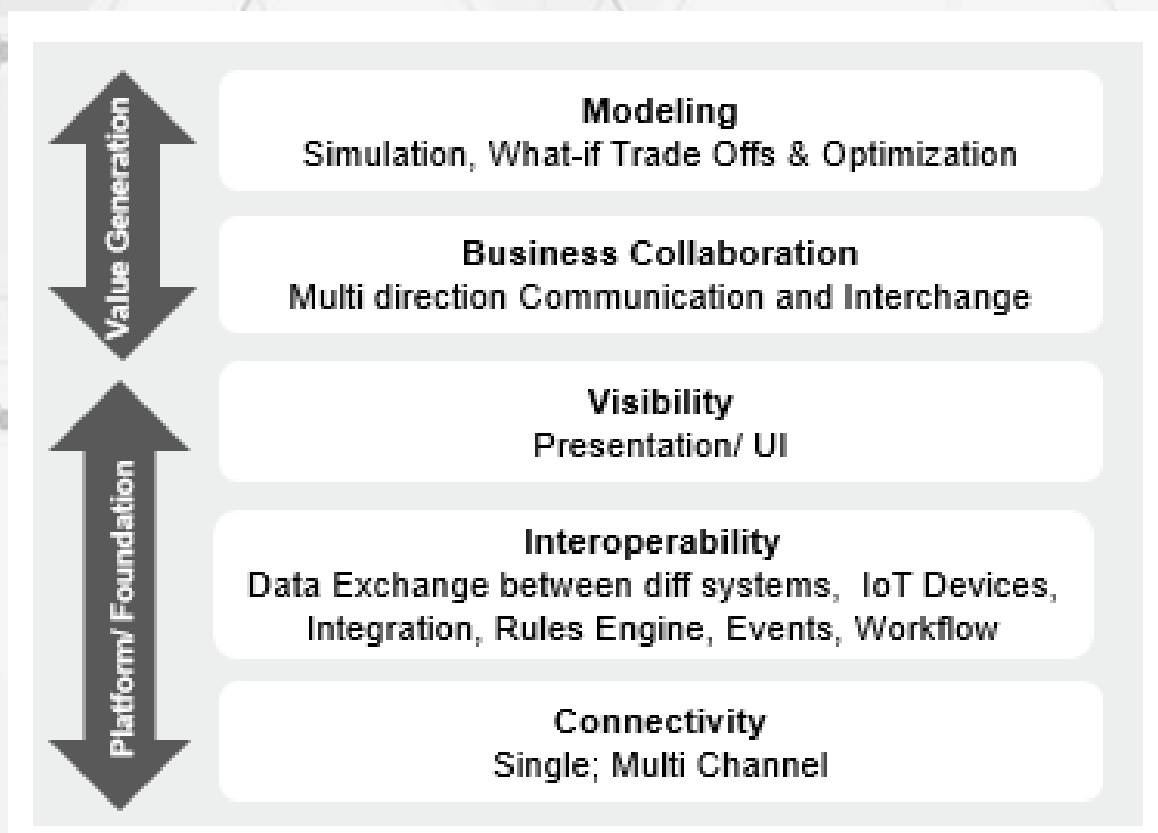 Value Generation
Modeling
Simulation, What-if Trade Offs & Optimization
Business Collaboration
Multi direction Communication and Interchange
Platform/ Foundation
Visibility
Presentation/ UI
Interoperability
Data Exchange between diff systems,  IoT Devices,
Integration, Rules Engine, Events, Workflow
Connectivity
Single; Multi Channel